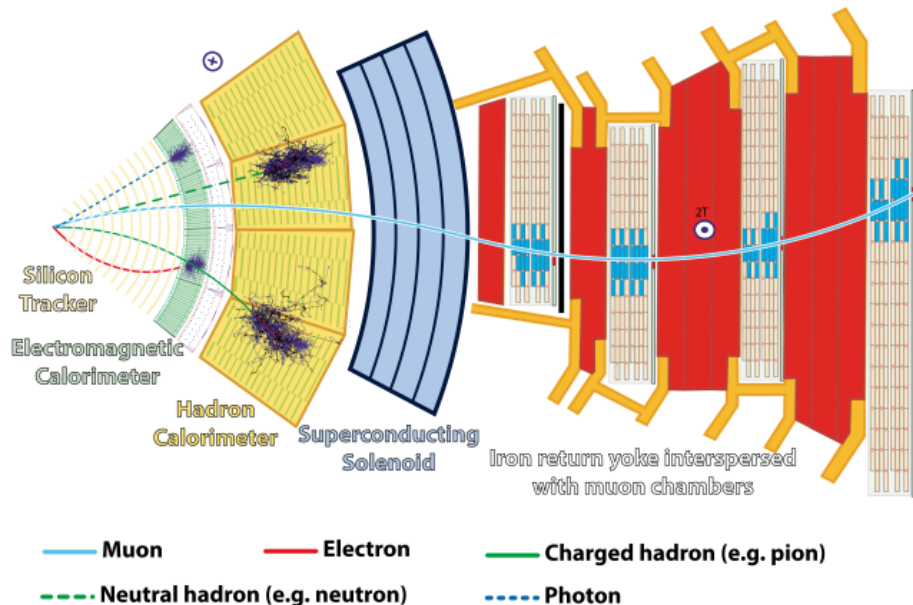 2T
Silicon
Tracker
Electromagnetic
Calorimeter
Hadron
Calorimeter
Superconducting
Solenoid
Iron return yoke interspersed
with muon chambers
Muon
Electron
Charged hadron (e.g. pion)
Neutral hadron (e.g. neutron)
Photon